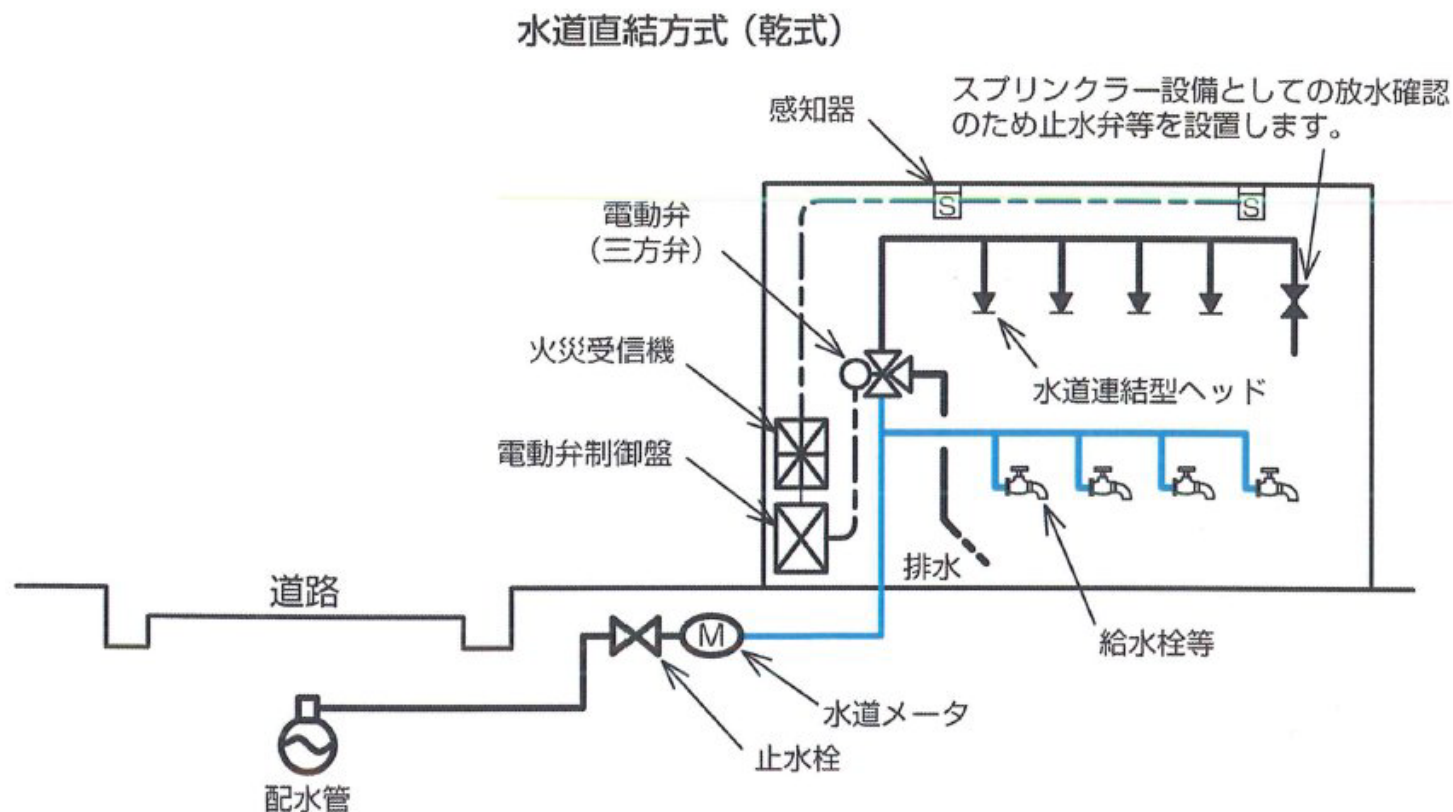 水道直結方式（乾式）
スプリンクラー設備としての放水確認
のため止水弁等を設置します。
感知器
S
S
電動弁
（三方弁）
火災受信機
水道連結型ヘッド
電動弁制御盤
排水
道路
給水栓等
M
水道メータ
止水栓
配水管